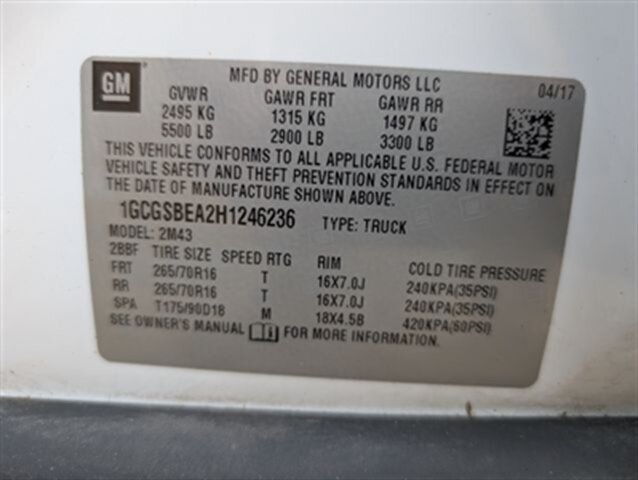 GM
MFD BY GENERAL MOTORS LLC 04/17
GVWR GAWR FRT GAWR RR
2495 KG 1315 KG 1497 KG
5500 LB 2900 LB 3300 LB
THIS VEHICLE CONFORMS TO ALL APPLICABLE U.S. FEDERAL MOTOR
VEHICLE SAFETY AND THEFT PREVENTION STANDARDS IN EFFECT ON
THE DATE OF MANUFACTURE SHOWN ABOVE.
1GCGSBEA2H1246236 TYPE: TRUCK
MODEL: 2M43
2BBF TIRE SIZE SPEED RTG RIM COLD TIRE PRESSURE
FRT 265/70R16 T 16X7.0J 240KPA(35PSI)
RR 265/70R16 T 16X7.0J 240KPA(35PSI)
SPA T175/90D18 M 18X4.5B 420KPA(60PSI)
SEE OWNER'S MANUAL FOR MORE INFORMATION